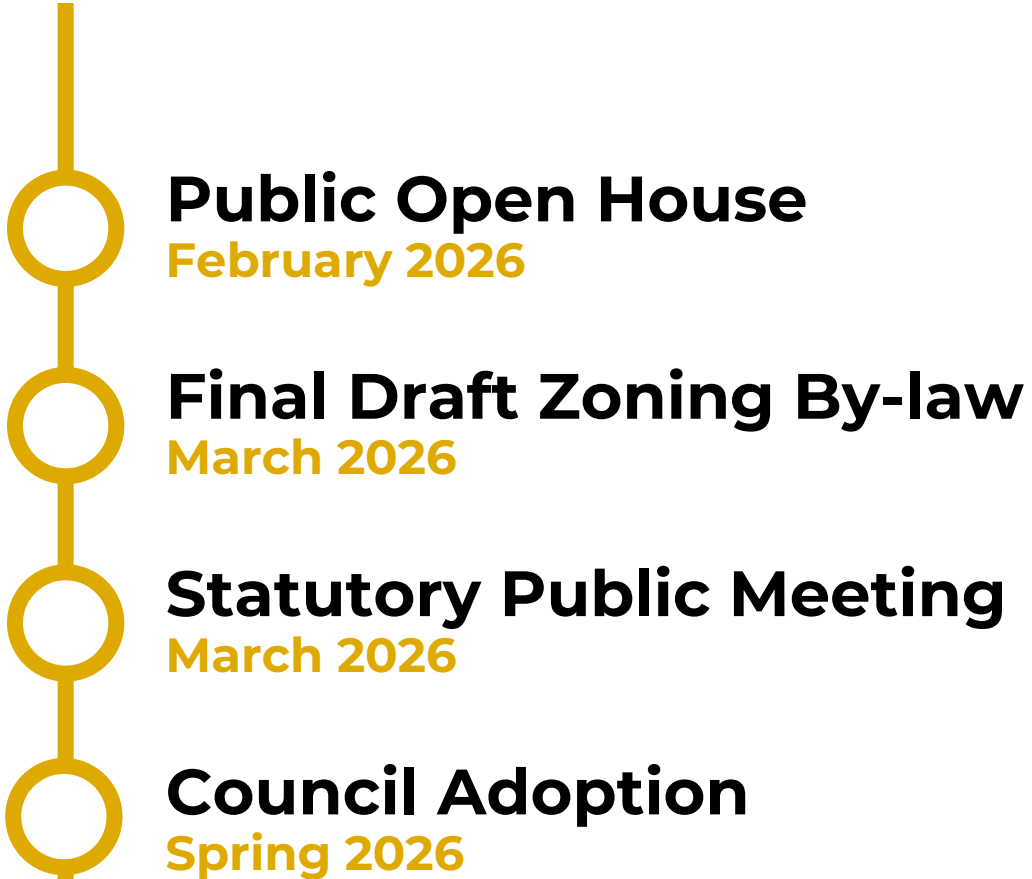 Public Open House
February 2026
Final Draft Zoning By-law
March 2026
Statutory Public Meeting
March 2026
Council Adoption
Spring 2026